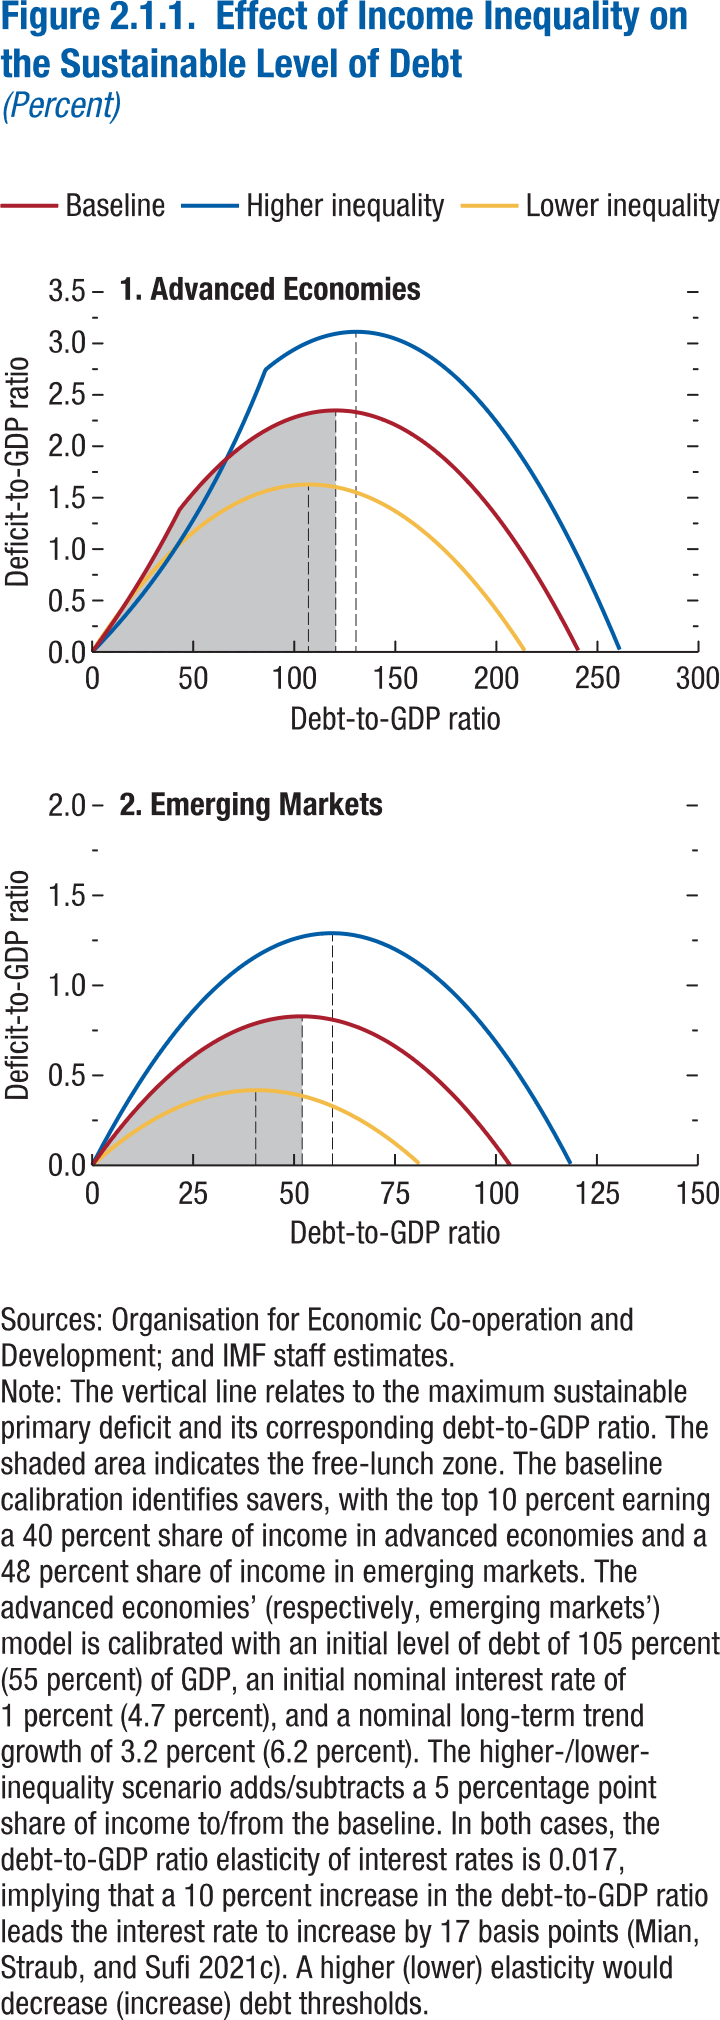 Figure 2.1.1. Effect of Income Inequality on
the Sustainable Level of Debt
(Percent)
Baseline Higher inequality Lower inequality
1. Advanced Economies
3.5
3.0
2.5
2.0
1.5
1.0
0.5
0.0
Deficit-to-GDP ratio
0 50 100 150 200 250 300
Debt-to-GDP ratio
2. Emerging Markets
2.0
1.5
1.0
0.5
0.0
Deficit-to-GDP ratio
0 25 50 75 100 125 150
Debt-to-GDP ratio
Sources: Organisation for Economic Co-operation and
Development; and IMF staff estimates.
Note: The vertical line relates to the maximum sustainable
primary deficit and its corresponding debt-to-GDP ratio. The
shaded area indicates the free-lunch zone. The baseline
calibration identifies savers, with the top 10 percent earning
a 40 percent share of income in advanced economies and a
48 percent share of income in emerging markets. The
advanced economies’ (respectively, emerging markets’)
model is calibrated with an initial level of debt of 105 percent
(55 percent) of GDP, an initial nominal interest rate of
1 percent (4.7 percent), and a nominal long-term trend
growth of 3.2 percent (6.2 percent). The higher-/lower-
inequality scenario adds/subtracts a 5 percentage point
share of income to/from the baseline. In both cases, the
debt-to-GDP ratio elasticity of interest rates is 0.017,
implying that a 10 percent increase in the debt-to-GDP ratio
leads the interest rate to increase by 17 basis points (Mian,
Straub, and Sufi 2021c). A higher (lower) elasticity would
decrease (increase) debt thresholds.